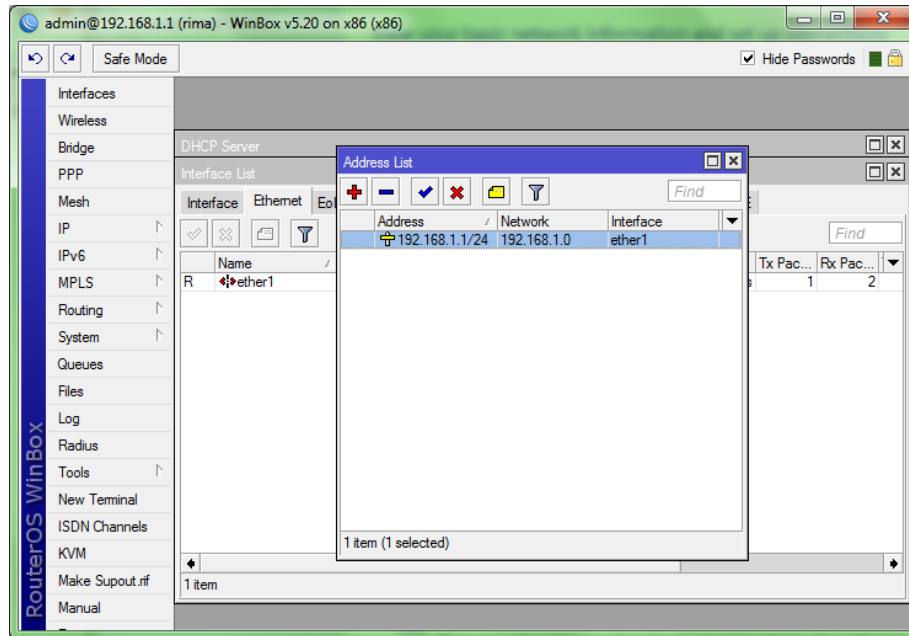 admin@192.168.1.1 (rima) - WinBox v5.20 on x86 (x86)
Safe Mode
Hide Passwords
RouterOS WinBox
Interfaces
Wireless
Bridge
PPP
Mesh
IP
IPv6
MPLS
Routing
System
Queues
Files
Log
Radius
Tools
New Terminal
ISDN Channels
KVM
Make Supout.rif
Manual
DHCP Server
Interface List
Interface Ethernet EoI
Find
Name Tx Pac... Rx Pac...
R ether1 1 2
1 item
Address List
Find
Address Network Interface
192.168.1.1/24 192.168.1.0 ether1
1 item (1 selected)